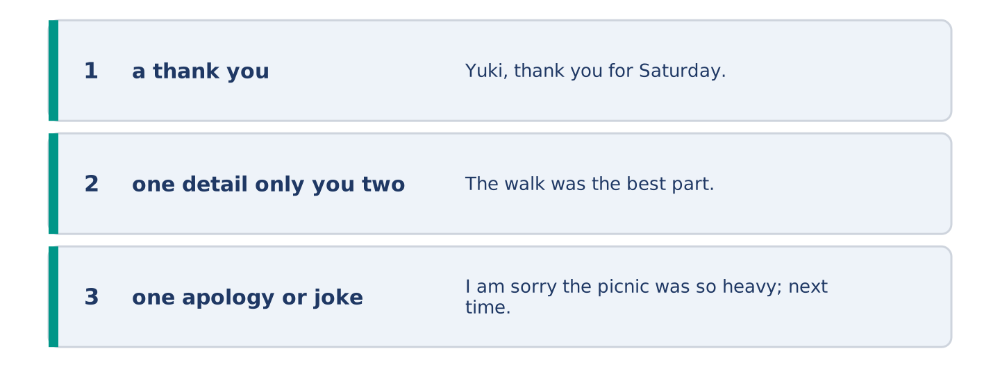 1 a thank you Yuki, thank you for Saturday.
2 one detail only you two The walk was the best part.
3 one apology or joke I am sorry the picnic was so heavy; next
time.